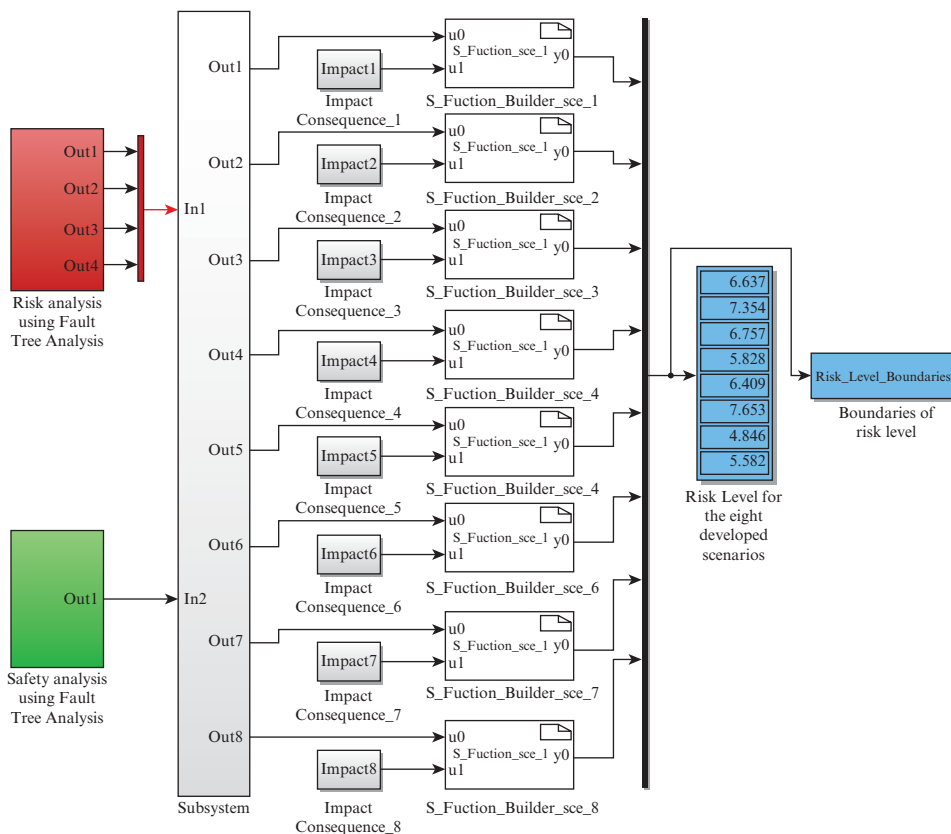 Out1
Out2
Out3
Out4
Risk analysis
using Fault
Tree Analysis
Out1
Safety analysis
using Fault
Tree Analysis
In1
In2
Out1
Out2
Out3
Out4
Out5
Out6
Out7
Out8
Subsystem
Impact1
Impact
Consequence_1
u0
S_Fuction_sce_1
y0
u1
S_Fuction_Builder_sce_1
Impact2
Impact
Consequence_2
u0
S_Fuction_sce_1
y0
u1
S_Fuction_Builder_sce_2
Impact3
Impact
Consequence_3
u0
S_Fuction_sce_1
y0
u1
S_Fuction_Builder_sce_3
Impact4
Impact
Consequence_4
u0
S_Fuction_sce_1
y0
u1
S_Fuction_Builder_sce_4
Impact5
Impact
Consequence_5
u0
S_Fuction_sce_1
y0
u1
S_Fuction_Builder_sce_4
Impact6
Impact
Consequence_6
u0
S_Fuction_sce_1
y0
u1
S_Fuction_Builder_sce_6
Impact7
Impact
Consequence_7
u0
S_Fuction_sce_1
y0
u1
S_Fuction_Builder_sce_7
Impact8
Impact
Consequence_8
u0
S_Fuction_sce_1
y0
u1
S_Fuction_Builder_sce_8
6.637
7.354
6.757
5.828
6.409
7.653
4.846
5.582
Risk Level for
the eight
developed
scenarios
Risk_Level_Boundaries
Boundaries of
risk level